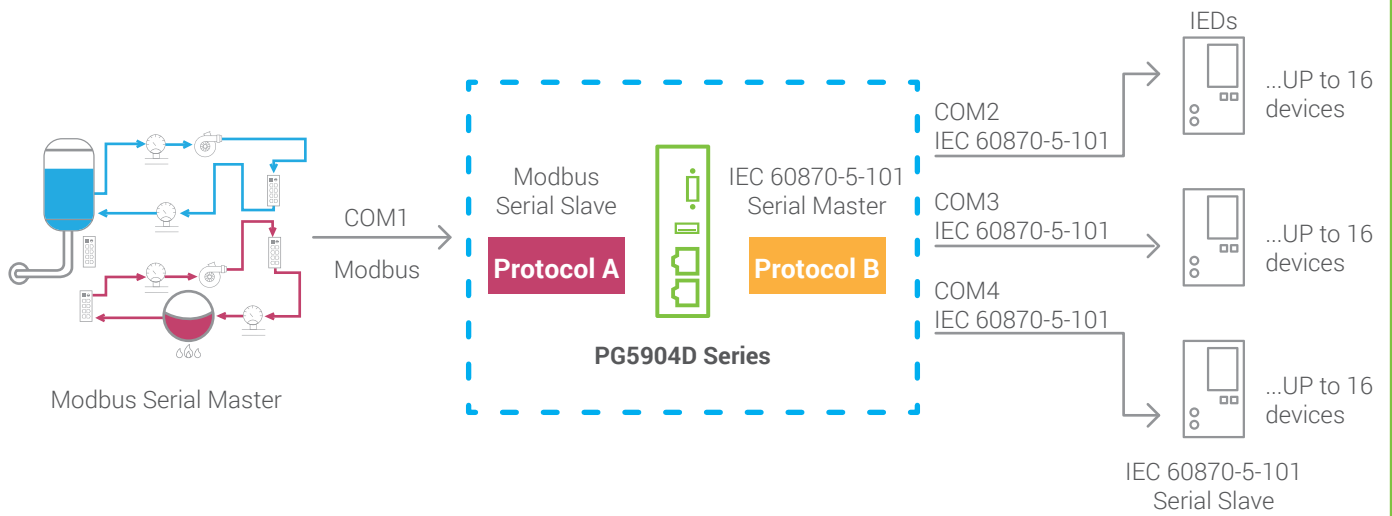 COM1
Modbus
Modbus Serial Master
Modbus
Serial Slave
Protocol A
IEC 60870-5-101
Serial Master
Protocol B
PG5904D Series
COM2
IEC 60870-5-101
COM3
IEC 60870-5-101
COM4
IEC 60870-5-101
IEDs
...UP to 16
devices
...UP to 16
devices
...UP to 16
devices
IEC 60870-5-101
Serial Slave